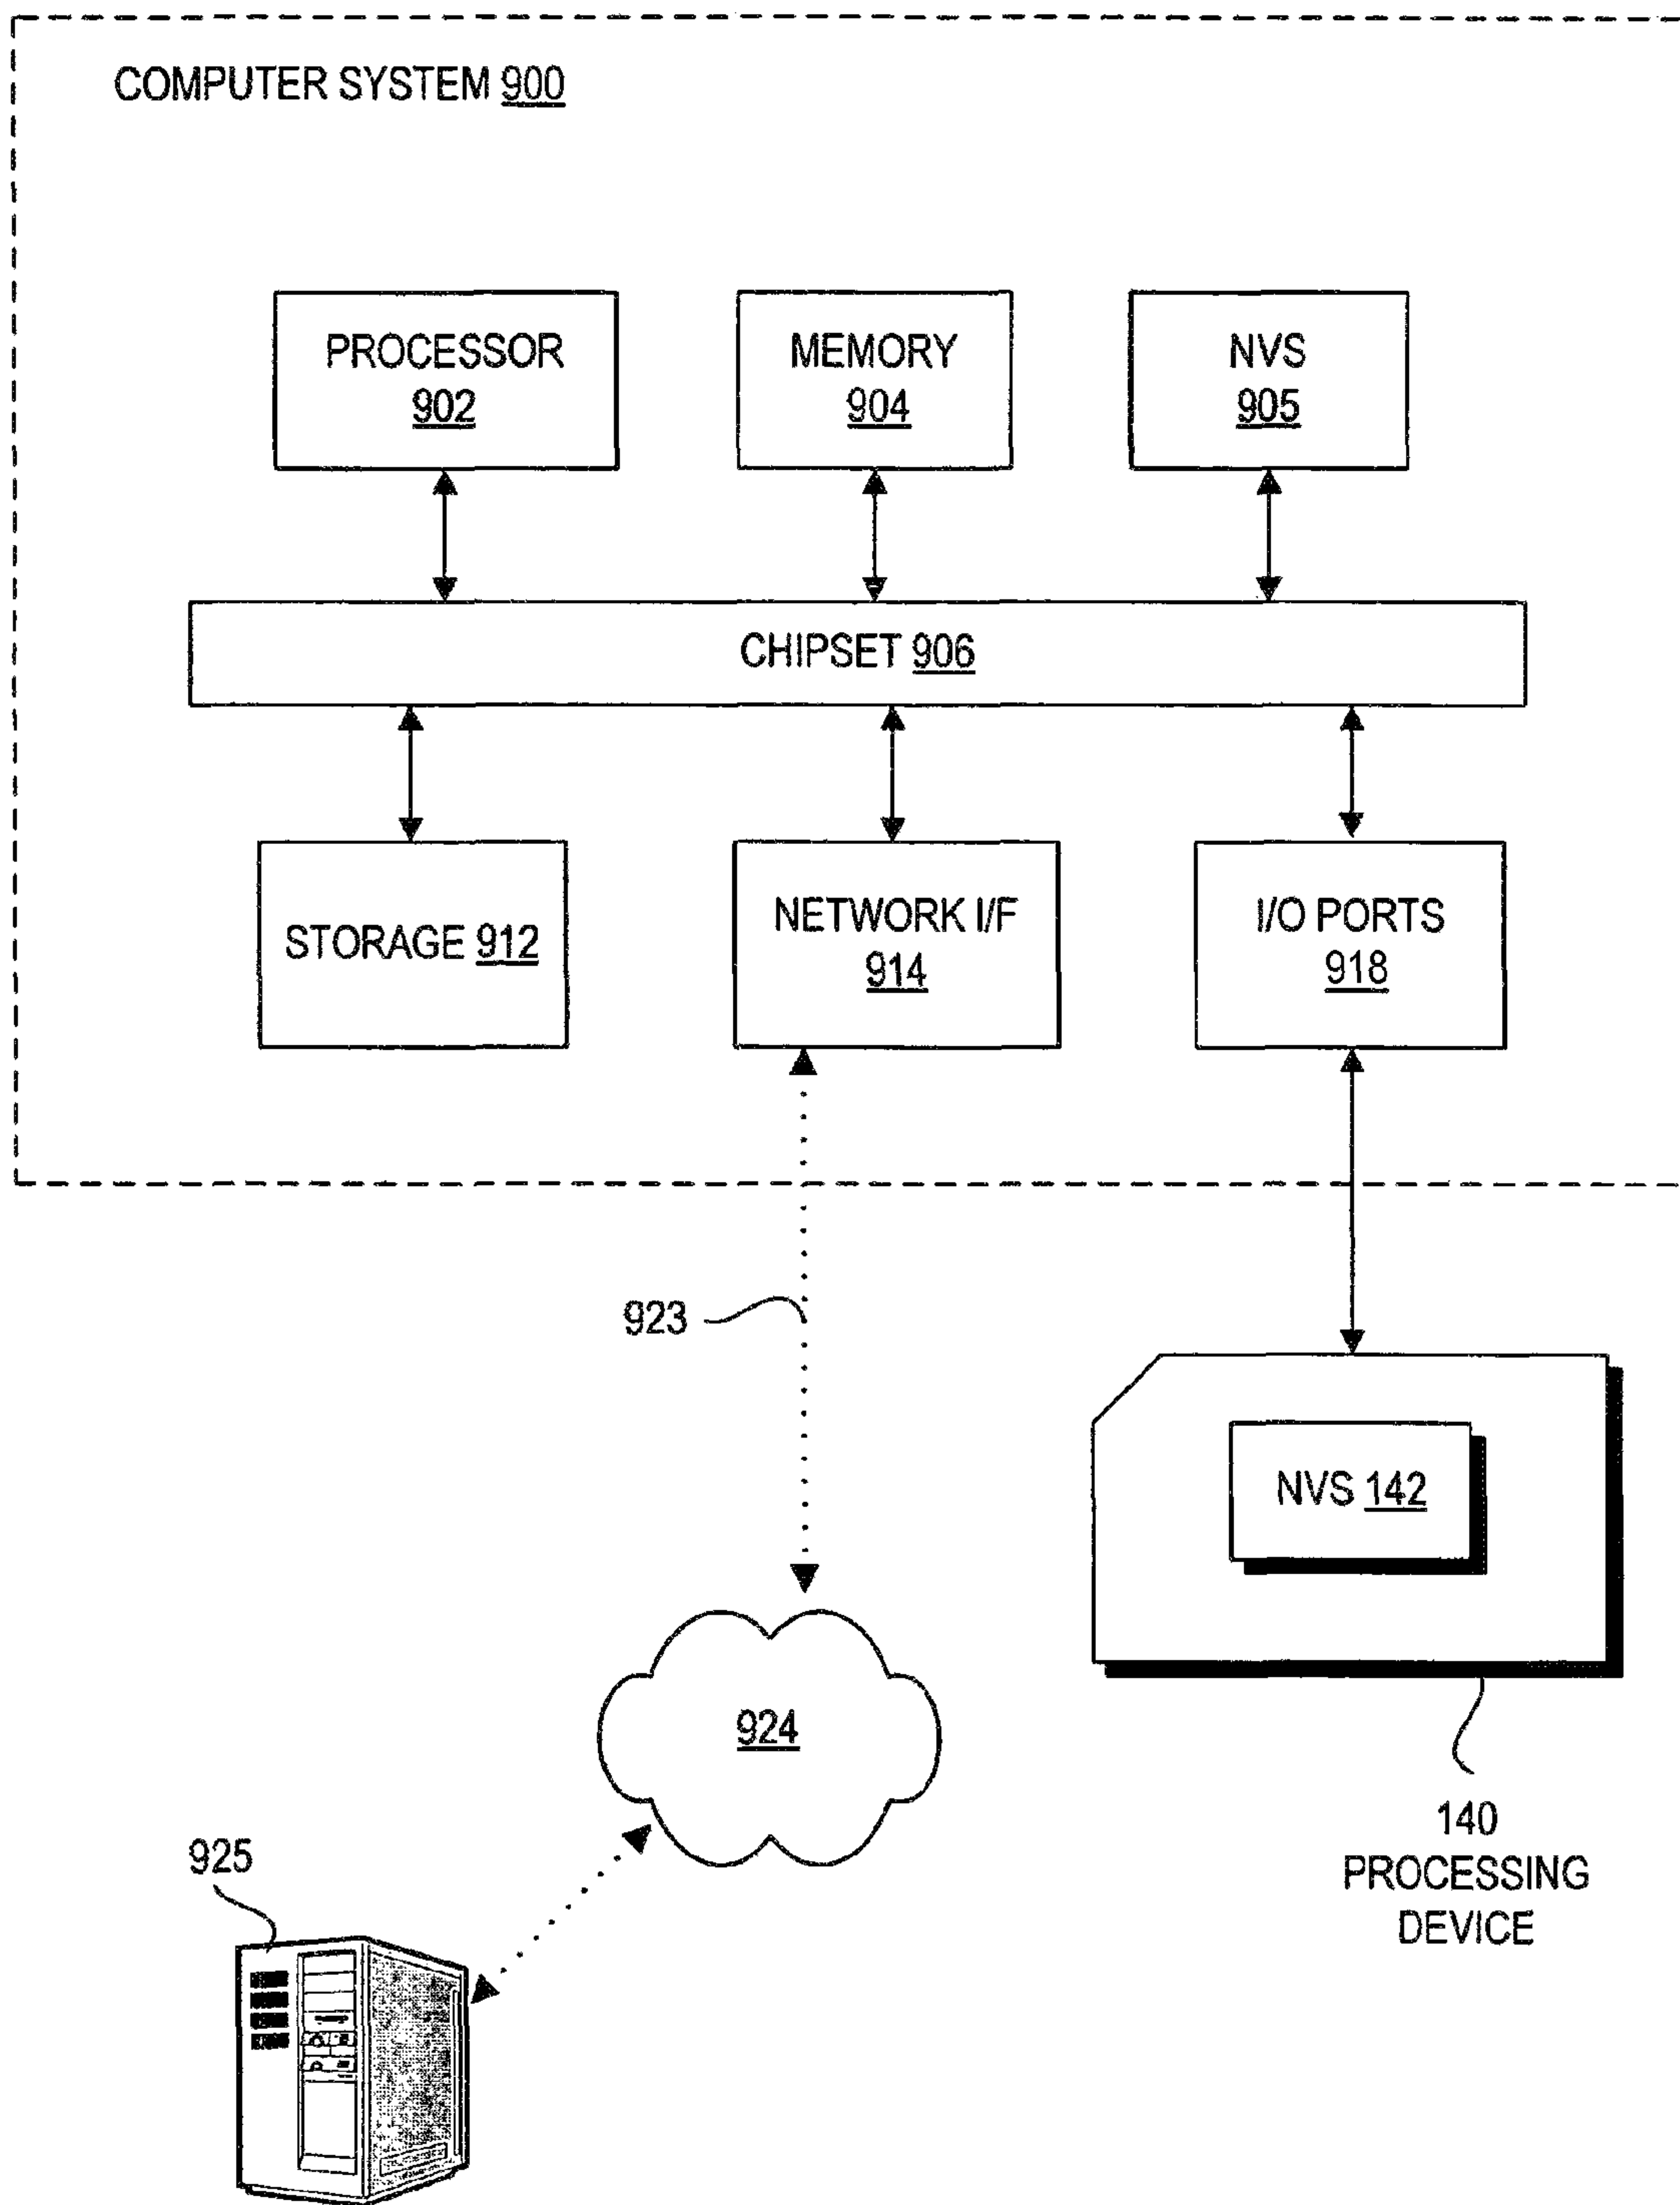 COMPUTER SYSTEM 900
PROCESSOR
902
MEMORY
904
NVS
905
CHIPSET 906
STORAGE 912
NETWORK I/F
914
I/O PORTS
918
923
NVS 142
924
140
PROCESSING
DEVICE
925